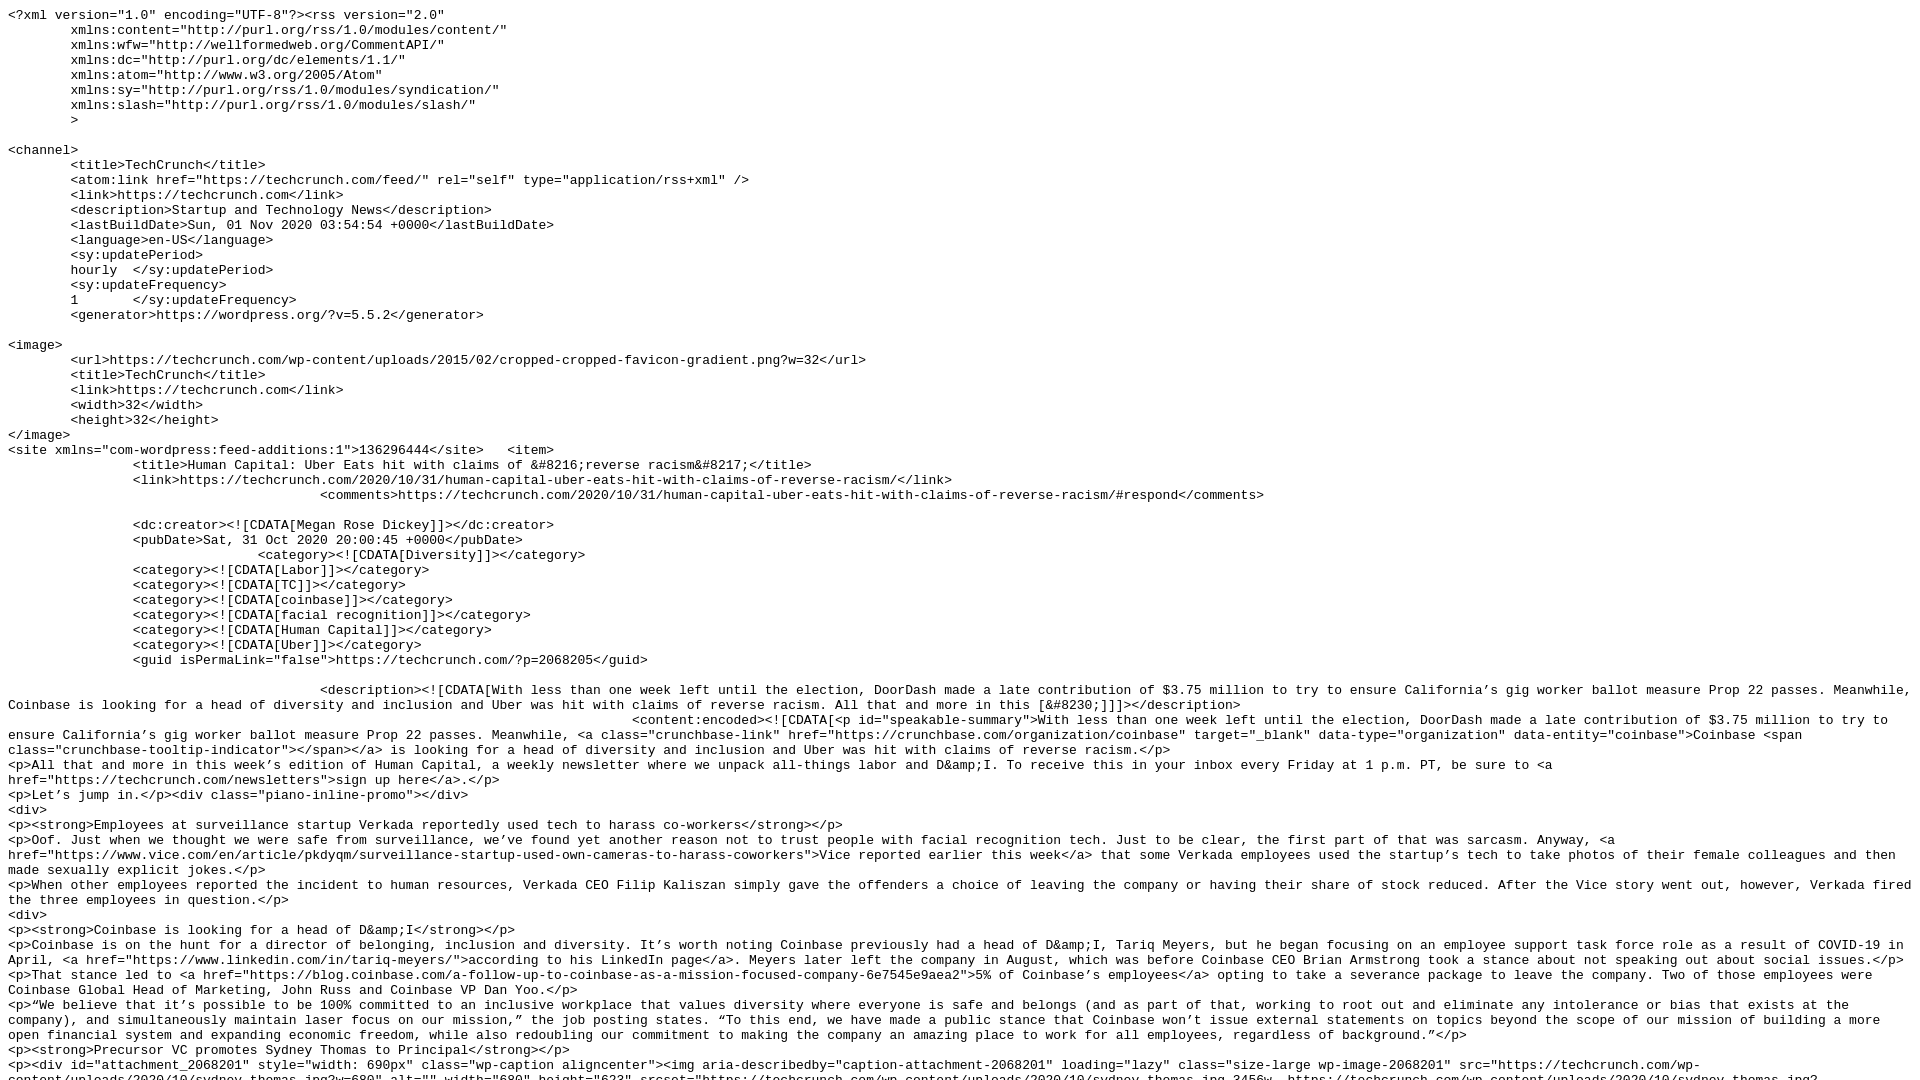 <?xml version="1.0" encoding="UTF-8"?><rss version="2.0"
	xmlns:content="http://purl.org/rss/1.0/modules/content/"
	xmlns:wfw="http://wellformedweb.org/CommentAPI/"
	xmlns:dc="http://purl.org/dc/elements/1.1/"
	xmlns:atom="http://www.w3.org/2005/Atom"
	xmlns:sy="http://purl.org/rss/1.0/modules/syndication/"
	xmlns:slash="http://purl.org/rss/1.0/modules/slash/"
	>
<channel>
	<title>TechCrunch</title>
	<atom:link href="https://techcrunch.com/feed/" rel="self" type="application/rss+xml" />
	<link>https://techcrunch.com</link>
	<description>Startup and Technology News</description>
	<lastBuildDate>Sun, 01 Nov 2020 03:54:54 +0000</lastBuildDate>
	<language>en-US</language>
	<sy:updatePeriod>
	hourly	</sy:updatePeriod>
	<sy:updateFrequency>
	1	</sy:updateFrequency>
	<generator>https://wordpress.org/?v=5.5.2</generator>
<image>
	<url>https://techcrunch.com/wp-content/uploads/2015/02/cropped-cropped-favicon-gradient.png?w=32</url>
	<title>TechCrunch</title>
	<link>https://techcrunch.com</link>
	<width>32</width>
	<height>32</height>
</image>
<site xmlns="com-wordpress:feed-additions:1">136296444</site>	<item>
		<title>Human Capital: Uber Eats hit with claims of &#8216;reverse racism&#8217;</title>
		<link>https://techcrunch.com/2020/10/31/human-capital-uber-eats-hit-with-claims-of-reverse-racism/</link>
					<comments>https://techcrunch.com/2020/10/31/human-capital-uber-eats-hit-with-claims-of-reverse-racism/#respond</comments>
		<dc:creator><![CDATA[Megan Rose Dickey]]></dc:creator>
		<pubDate>Sat, 31 Oct 2020 20:00:45 +0000</pubDate>
				<category><![CDATA[Diversity]]></category>
		<category><![CDATA[Labor]]></category>
		<category><![CDATA[TC]]></category>
		<category><![CDATA[coinbase]]></category>
		<category><![CDATA[facial recognition]]></category>
		<category><![CDATA[Human Capital]]></category>
		<category><![CDATA[Uber]]></category>
		<guid isPermaLink="false">https://techcrunch.com/?p=2068205</guid>
					<description><![CDATA[With less than one week left until the election, DoorDash made a late contribution of $3.75 million to try to ensure California’s gig worker ballot measure Prop 22 passes. Meanwhile,
Coinbase is looking for a head of diversity and inclusion and Uber was hit with claims of reverse racism. All that and more in this [&#8230;]]]></description>
										<content:encoded><![CDATA[<p id="speakable-summary">With less than one week left until the election, DoorDash made a late contribution of $3.75 million to try to
ensure California’s gig worker ballot measure Prop 22 passes. Meanwhile, <a class="crunchbase-link" href="https://crunchbase.com/organization/coinbase" target="_blank" data-type="organization" data-entity="coinbase">Coinbase <span
class="crunchbase-tooltip-indicator"></span></a> is looking for a head of diversity and inclusion and Uber was hit with claims of reverse racism.</p>
<p>All that and more in this week’s edition of Human Capital, a weekly newsletter where we unpack all-things labor and D&amp;I. To receive this in your inbox every Friday at 1 p.m. PT, be sure to <a
href="https://techcrunch.com/newsletters">sign up here</a>.</p>
<p>Let’s jump in.</p><div class="piano-inline-promo"></div>
<div>
<p><strong>Employees at surveillance startup Verkada reportedly used tech to harass co-workers</strong></p>
<p>Oof. Just when we thought we were safe from surveillance, we’ve found yet another reason not to trust people with facial recognition tech. Just to be clear, the first part of that was sarcasm. Anyway, <a
href="https://www.vice.com/en/article/pkdyqm/surveillance-startup-used-own-cameras-to-harass-coworkers">Vice reported earlier this week</a> that some Verkada employees used the startup’s tech to take photos of their female colleagues and then
made sexually explicit jokes.</p>
<p>When other employees reported the incident to human resources, Verkada CEO Filip Kaliszan simply gave the offenders a choice of leaving the company or having their share of stock reduced. After the Vice story went out, however, Verkada fired
the three employees in question.</p>
<div>
<p><strong>Coinbase is looking for a head of D&amp;I</strong></p>
<p>Coinbase is on the hunt for a director of belonging, inclusion and diversity. It’s worth noting Coinbase previously had a head of D&amp;I, Tariq Meyers, but he began focusing on an employee support task force role as a result of COVID-19 in
April, <a href="https://www.linkedin.com/in/tariq-meyers/">according to his LinkedIn page</a>. Meyers later left the company in August, which was before Coinbase CEO Brian Armstrong took a stance about not speaking out about social issues.</p>
<p>That stance led to <a href="https://blog.coinbase.com/a-follow-up-to-coinbase-as-a-mission-focused-company-6e7545e9aea2">5% of Coinbase’s employees</a> opting to take a severance package to leave the company. Two of those employees were
Coinbase Global Head of Marketing, John Russ and Coinbase VP Dan Yoo.</p>
<p>“We believe that it’s possible to be 100% committed to an inclusive workplace that values diversity where everyone is safe and belongs (and as part of that, working to root out and eliminate any intolerance or bias that exists at the
company), and simultaneously maintain laser focus on our mission,” the job posting states. “To this end, we have made a public stance that Coinbase won’t issue external statements on topics beyond the scope of our mission of building a more
open financial system and expanding economic freedom, while also redoubling our commitment to making the company an amazing place to work for all employees, regardless of background.”</p>
<p><strong>Precursor VC promotes Sydney Thomas to Principal</strong></p>
<p><div id="attachment_2068201" style="width: 690px" class="wp-caption aligncenter"><img aria-describedby="caption-attachment-2068201" loading="lazy" class="size-large wp-image-2068201" src="https://techcrunch.com/wp-
content/uploads/2020/10/sydney-thomas.jpg?w=680" alt="" width="680" height="623" srcset="https://techcrunch.com/wp-content/uploads/2020/10/sydney-thomas.jpg 3456w, https://techcrunch.com/wp-content/uploads/2020/10/sydney-thomas.jpg?